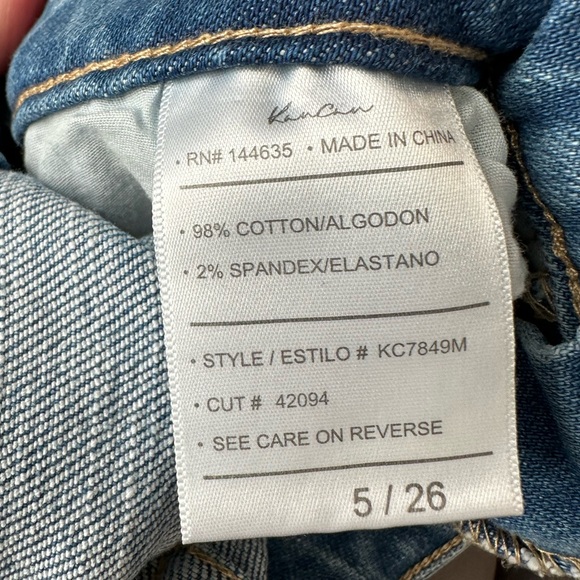 KanCan
• RN# 144635 • MADE IN CHINA
• 98% COTTON/ALGODON
• 2% SPANDEX/ELASTANO
• STYLE / ESTILO # KC7849M
• CUT # 42094
• SEE CARE ON REVERSE
5 / 26